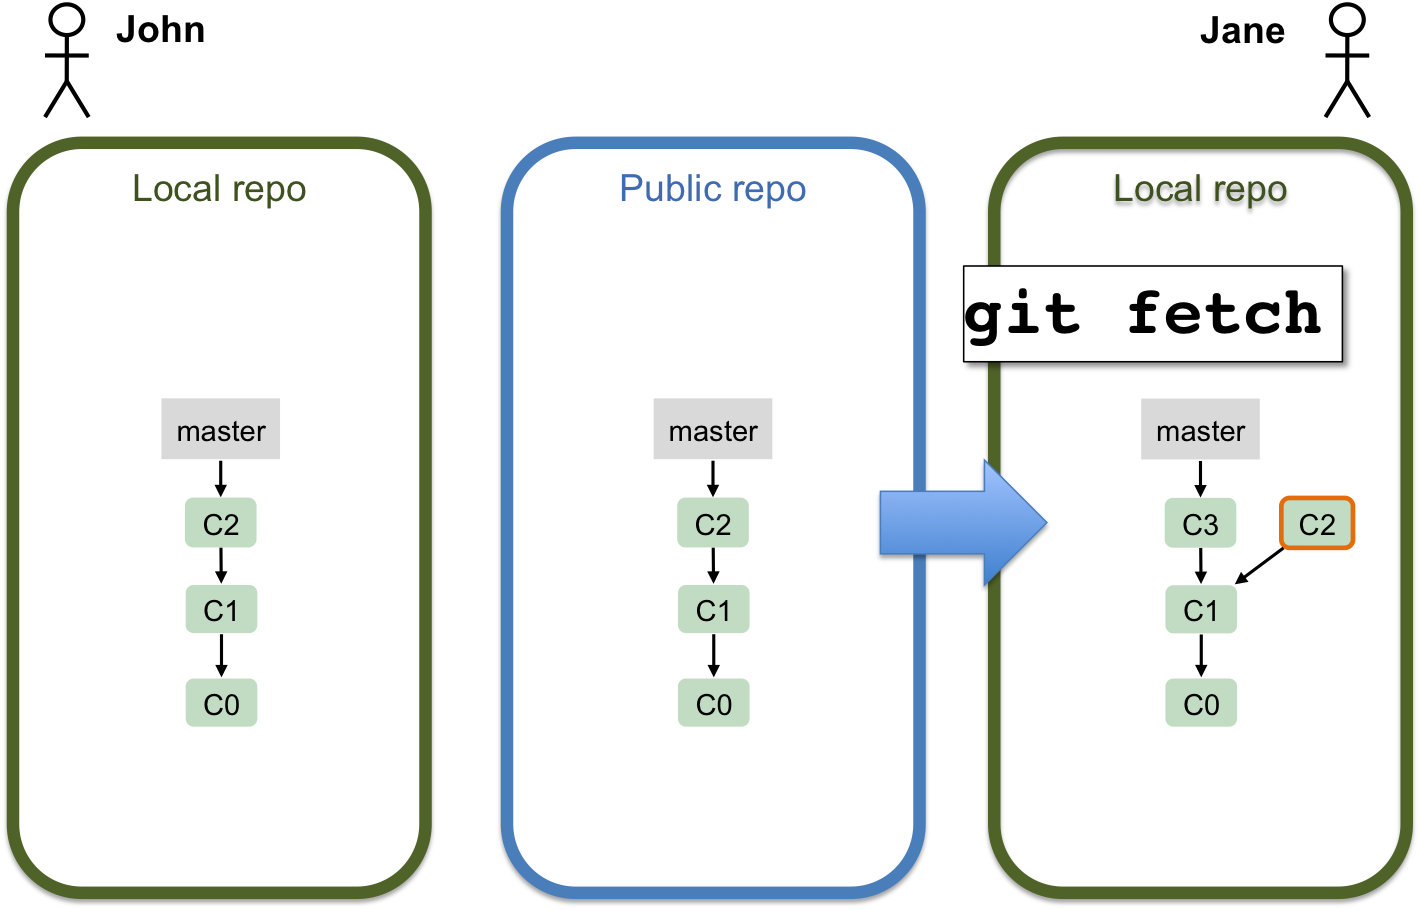 John
Jane
Local repo
Public repo
Local repo
git fetch
master
master
master
C2
C2
C3
C2
C1
C1
C1
C0
C0
C0